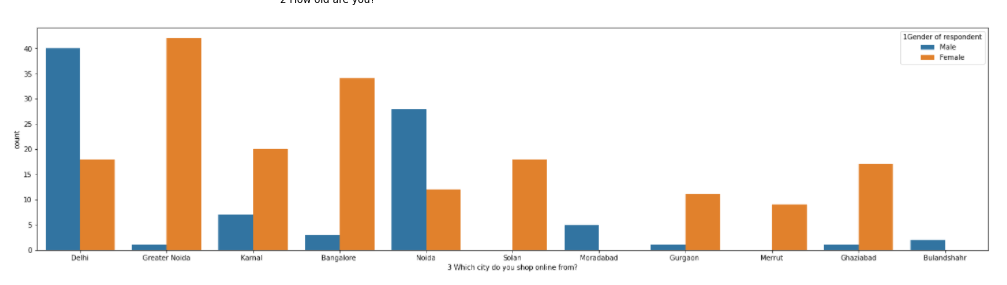 2 How old are you?
1Gender of respondent
Male
Female
40
35
30
25
20
15
10
5
0
count
Delhi Greater Noida Karnal Bangalore Noida Solan Moradabad Gurgaon Merrut Ghaziabad Bulandshahr
3 Which city do you shop online from?